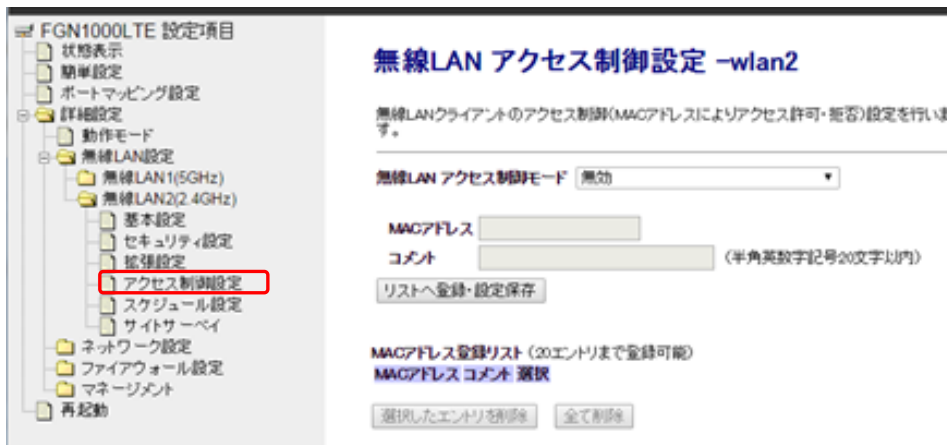 FGN1000LTE 設定項目
状態表示
簡単設定
ポートマッピング設定
詳細設定
動作モード
無線LAN設定
無線LAN1(5GHz)
無線LAN2(2.4GHz)
基本設定
セキュリティ設定
拡張設定
アクセス制御設定
スケジュール設定
サイトサーベイ
ネットワーク設定
ファイアウォール設定
マネージメント
再起動
無線LAN アクセス制御設定 -wlan2
無線LANクライアントのアクセス制御(MACアドレスによりアクセス許可・拒否)設定を行いま
す。
無線LAN アクセス制御モード 無効
MACアドレス
コメント (半角英数字記号20文字以内)
リストへ登録・設定保存
MACアドレス登録リスト (20エントリまで登録可能)
MACアドレス コメント 選択
選択したエントリを削除 全て削除